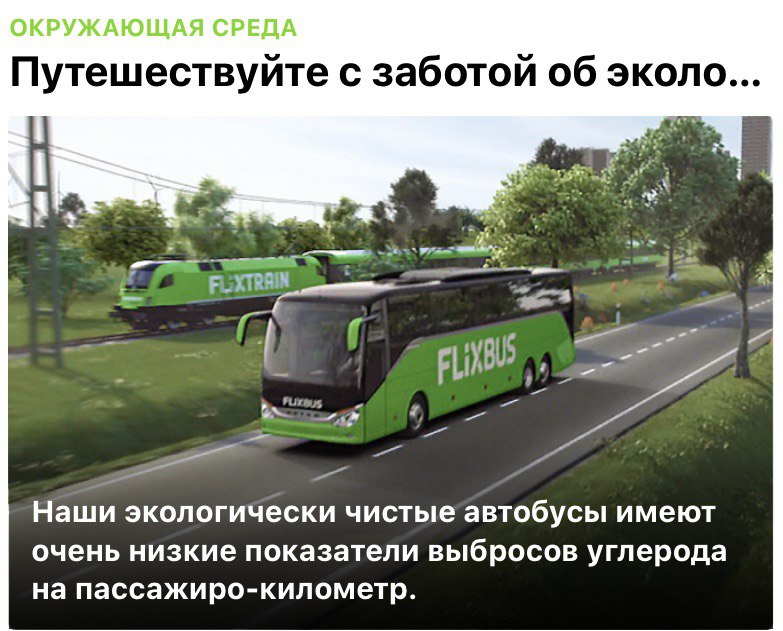 ОКРУЖАЮЩАЯ СРЕДА
Путешествуйте с заботой об эколо...
FLIXTRAIN
FLIXBUS
FLIXBUS
Наши экологически чистые автобусы имеют
очень низкие показатели выбросов углерода
на пассажиро-километр.